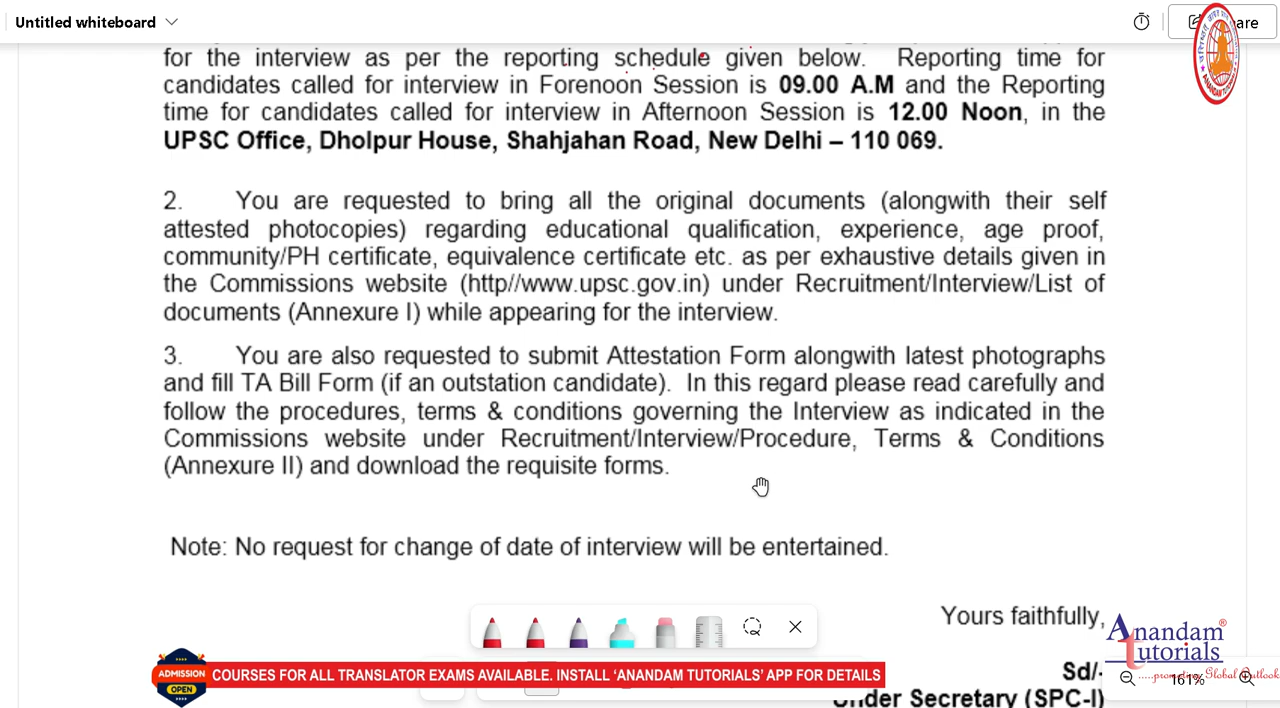 Untitled whiteboard
are
for the interview as per the reporting schedule given below. Reporting time for
candidates called for interview in Forenoon Session is 09.00 A.M and the Reporting
time for candidates called for interview in Afternoon Session is 12.00 Noon, in the
UPSC Office, Dholpur House, Shahjahan Road, New Delhi – 110 069.
2. You are requested to bring all the original documents (alongwith their self
attested photocopies) regarding educational qualification, experience, age proof,
community/PH certificate, equivalence certificate etc. as per exhaustive details given in
the Commissions website (http//www.upsc.gov.in) under Recruitment/Interview/List of
documents (Annexure I) while appearing for the interview.
3. You are also requested to submit Attestation Form alongwith latest photographs
and fill TA Bill Form (if an outstation candidate). In this regard please read carefully and
follow the procedures, terms & conditions governing the Interview as indicated in the
Commissions website under Recruitment/Interview/Procedure, Terms & Conditions
(Annexure II) and download the requisite forms.
Note: No request for change of date of interview will be entertained.
Yours faithfully,
Anandam®
Tutorials
.....promoting Global Outlook
Sd/-
161%
Under Secretary (SPC-I)
ADMISSION
OPEN
COURSES FOR ALL TRANSLATOR EXAMS AVAILABLE. INSTALL ‘ANANDAM TUTORIALS’ APP FOR DETAILS